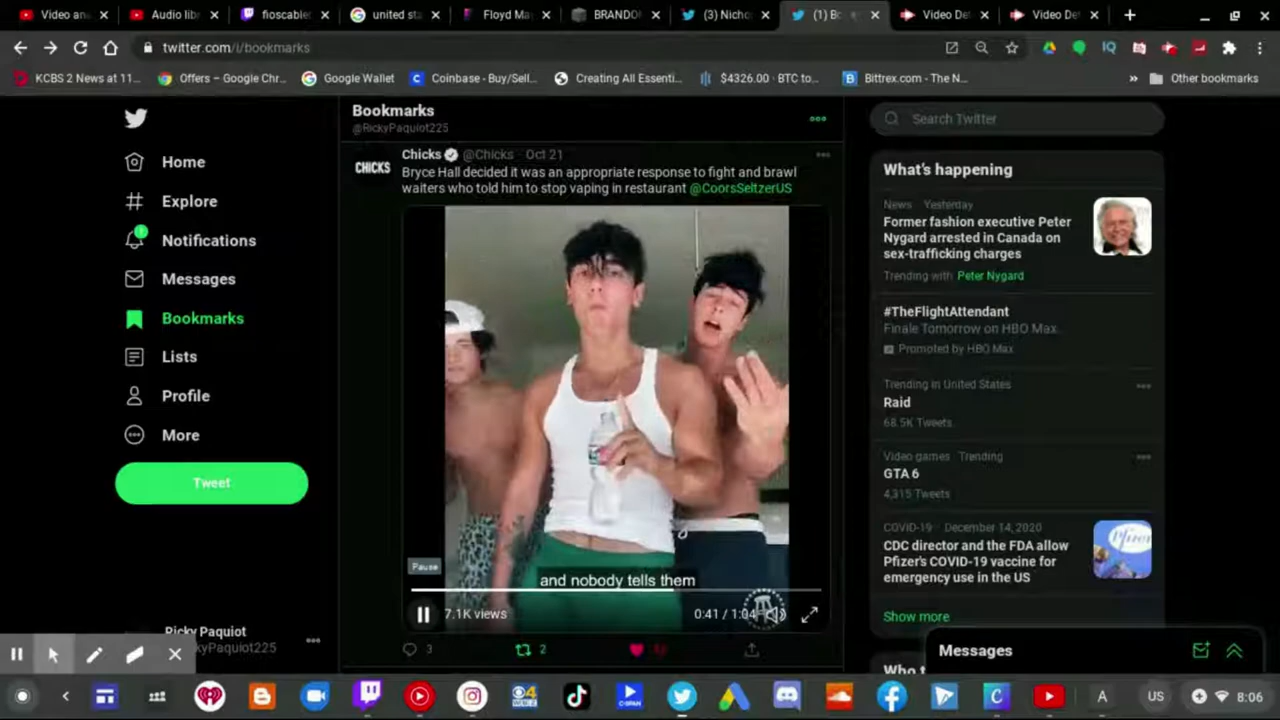 Video an
Audio libr
fioscables
united sta
Floyd Ma
BRANDO
(3) Nicho
(1) Bo
Video De
Video De
twitter.com/i/bookmarks
KCBS 2 News at 11...
Offers – Google Chr...
Google Wallet
Coinbase - Buy/Sell...
Creating All Essenti...
$4326.00 · BTC to...
Bittrex.com - The N...
Other bookmarks
Home
Explore
Notifications
Messages
Bookmarks
Lists
Profile
More
Tweet
Ricky Paquiot
kyPaquiot225
Bookmarks
@RickyPaquiot225
CHICKS
Chicks @Chicks · Oct 21
Bryce Hall decided it was an appropriate response to fight and brawl
waiters who told him to stop vaping in restaurant @CoorsSeltzerUS
and nobody tells them
Pause
7.1K views
0:41 / 1:04
3
2
Search Twitter
What's happening
News · Yesterday
Former fashion executive Peter
Nygard arrested in Canada on
sex-trafficking charges
Trending with Peter Nygard
#TheFlightAttendant
Finale Tomorrow on HBO Max.
Promoted by HBO Max
Trending in United States
Raid
68.5K Tweets
Video games · Trending
GTA 6
4,315 Tweets
COVID-19 · December 14, 2020
CDC director and the FDA allow
Pfizer's COVID-19 vaccine for
emergency use in the US
Show more
Messages
A
US
8:06